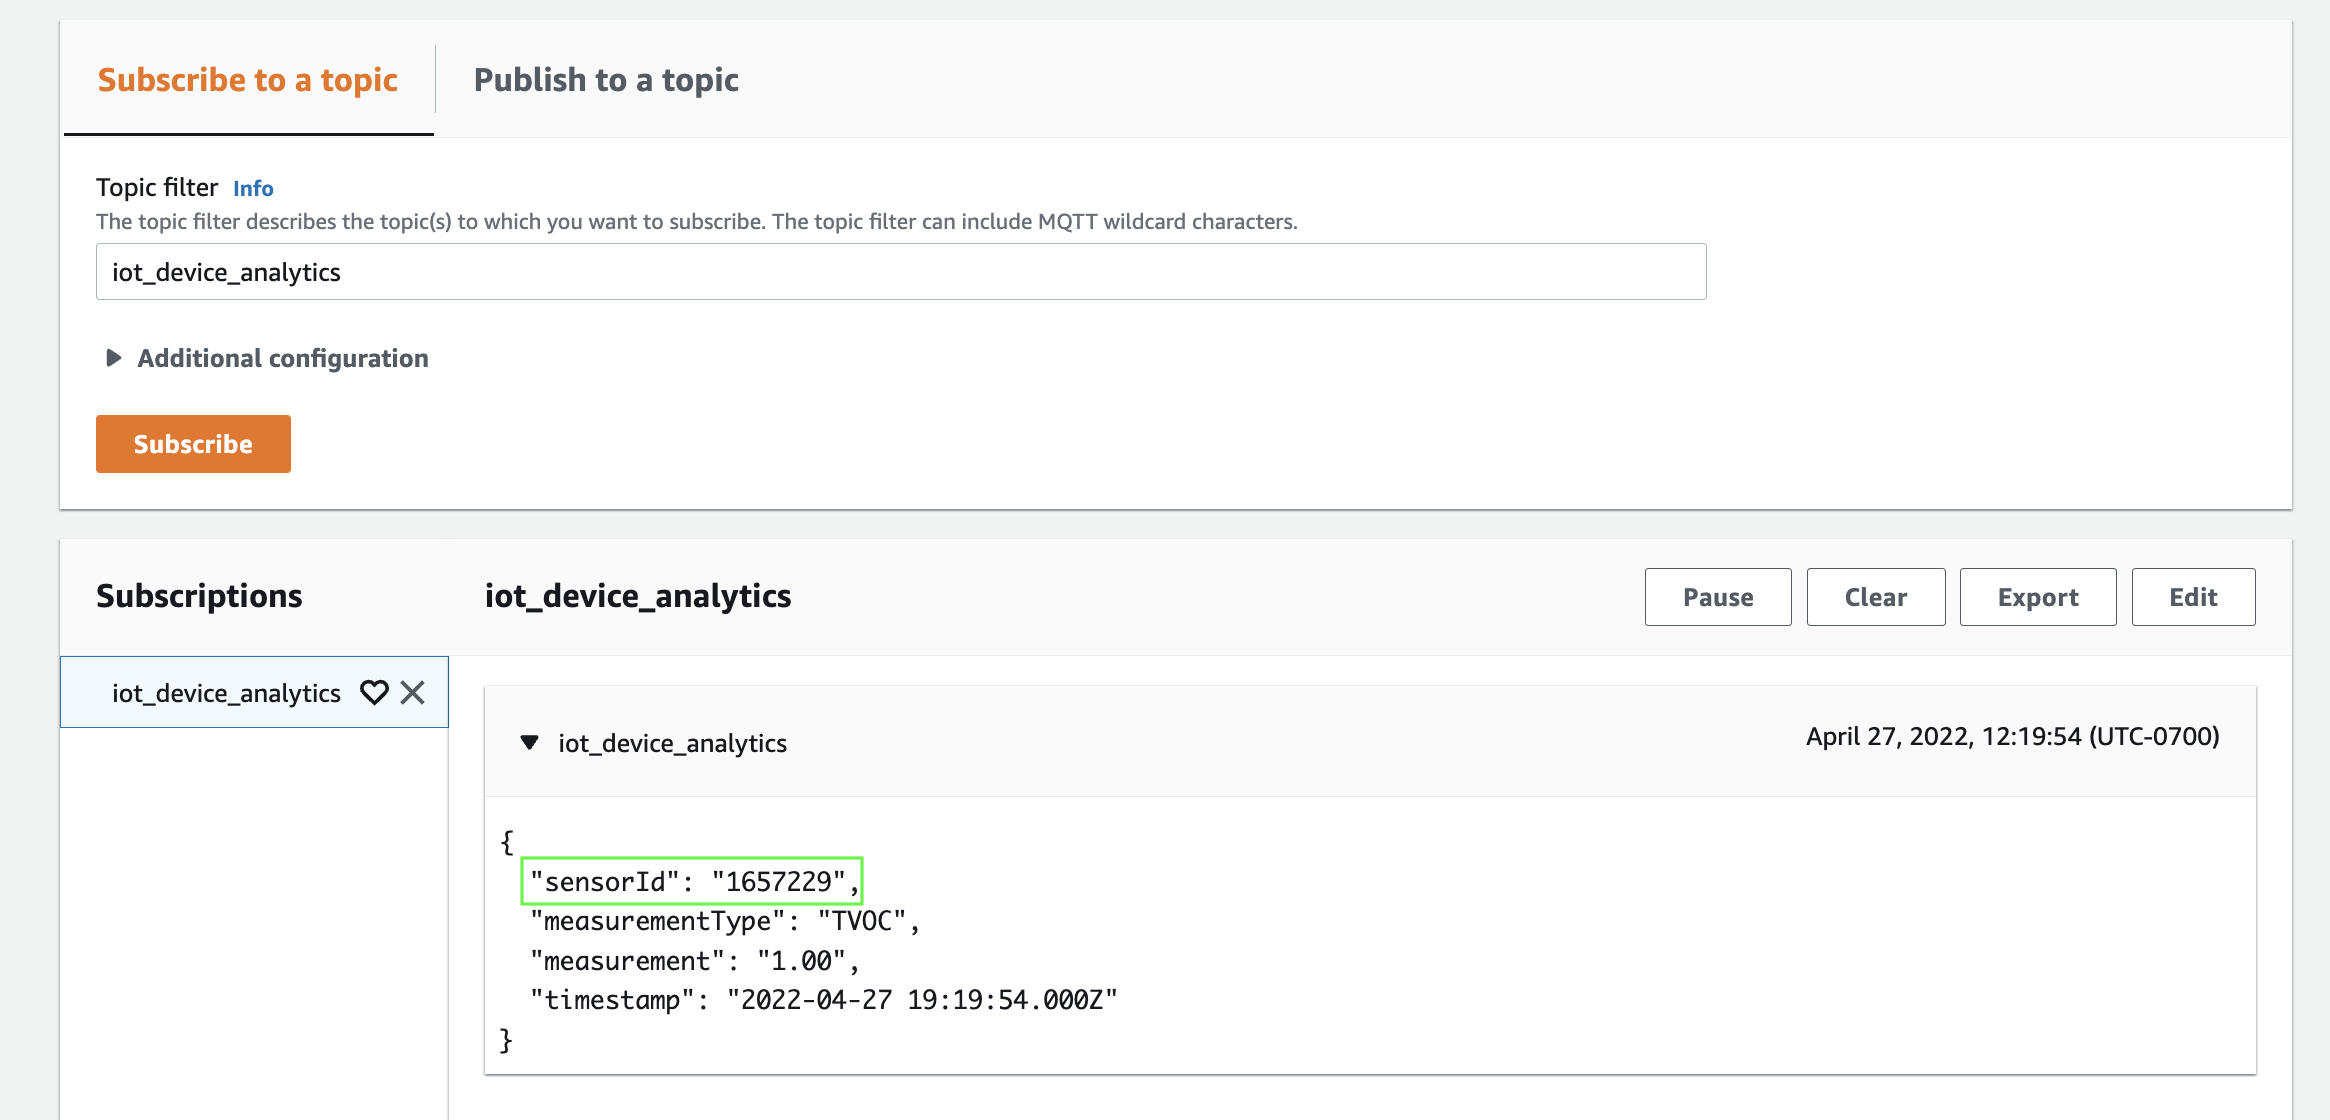 Subscribe to a topic
Publish to a topic
Topic filter Info
The topic filter describes the topic(s) to which you want to subscribe. The topic filter can include MQTT wildcard characters.
iot_device_analytics
Additional configuration
Subscribe
Subscriptions
iot_device_analytics
Pause
Clear
Export
Edit
iot_device_analytics
iot_device_analytics
April 27, 2022, 12:19:54 (UTC-0700)
{
"sensorId": "1657229",
"measurementType": "TVOC",
"measurement": "1.00",
"timestamp": "2022-04-27 19:19:54.000Z"
}